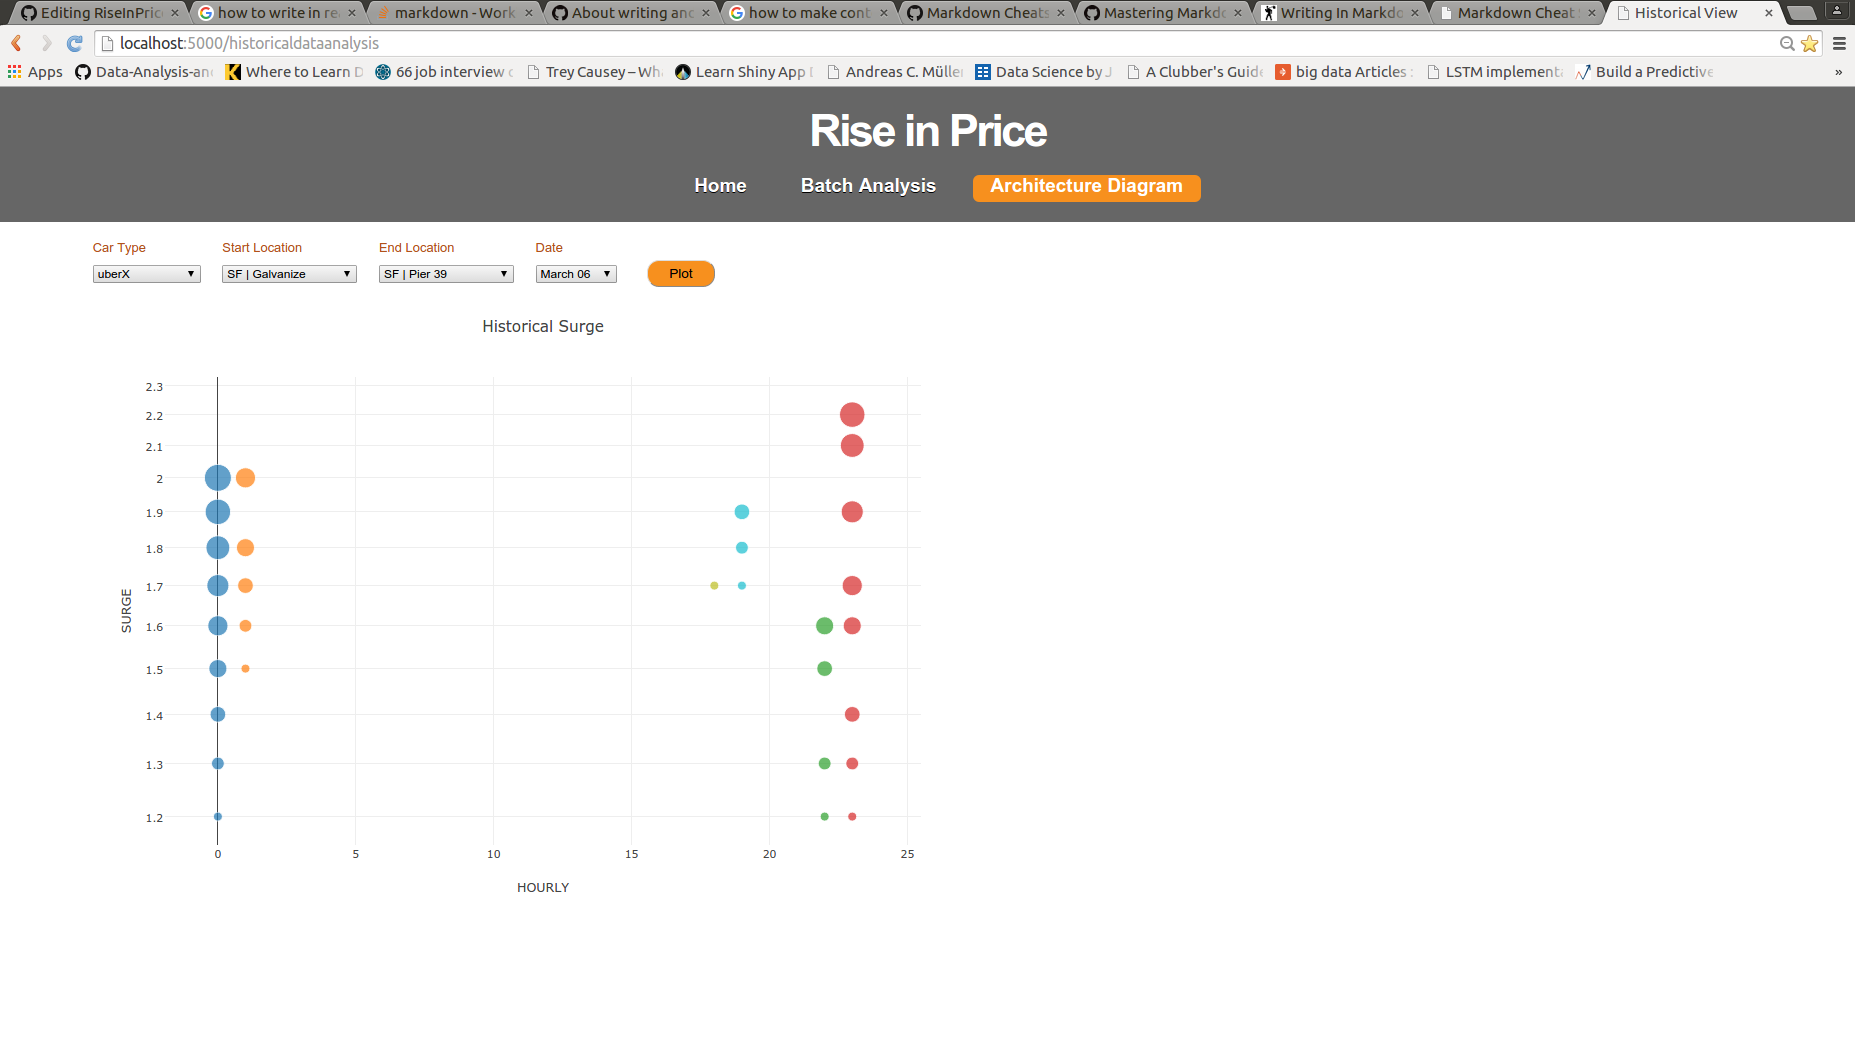 Editing RiseInPric
how to write in re
markdown - Work
About writing and
how to make cont
Markdown Cheats
Mastering Markdo
Writing In Markdo
Markdown Cheat
Historical View
localhost:5000/historicaldataanalysis
Apps
Data-Analysis-an
Where to Learn D
66 job interview
Trey Causey – Wh
Learn Shiny App
Andreas C. Müller
Data Science by J
A Clubber's Guide
big data Articles
LSTM implement
Build a Predictive
»
Rise in Price
Home
Batch Analysis
Architecture Diagram
Car Type Start Location End Location Date
uberX SF | Galvanize SF | Pier 39 March 06 Plot
Historical Surge
2.3
2.2
2.1
2
1.9
1.8
1.7
1.6
1.5
1.4
1.3
1.2
SURGE
0 5 10 15 20 25
HOURLY